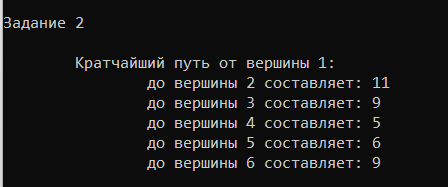 Задание 2
Кратчайший путь от вершины 1:
до вершины 2 составляет: 11
до вершины 3 составляет: 9
до вершины 4 составляет: 5
до вершины 5 составляет: 6
до вершины 6 составляет: 9